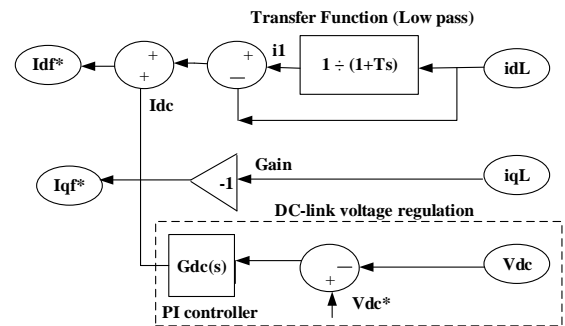 Transfer Function (Low pass)
Idf*
+
+
+
—
i1
1 ÷ (1+Ts)
idL
Idc
Iqf*
-1
Gain
iqL
DC-link voltage regulation
Gdc(s)
—
+
Vdc
Vdc*
PI controller